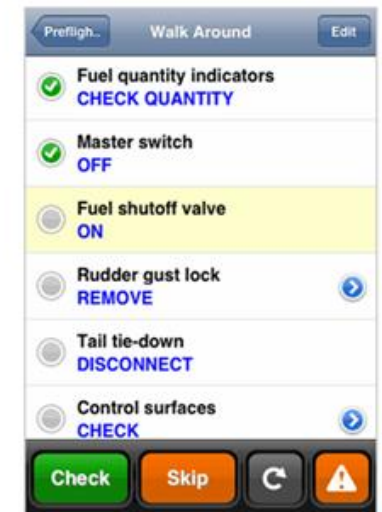 Prefligh..
Walk Around
Edit
Fuel quantity indicators
CHECK QUANTITY
Master switch
OFF
Fuel shutoff valve
ON
Rudder gust lock
REMOVE
Tail tie-down
DISCONNECT
Control surfaces
CHECK
Check
Skip